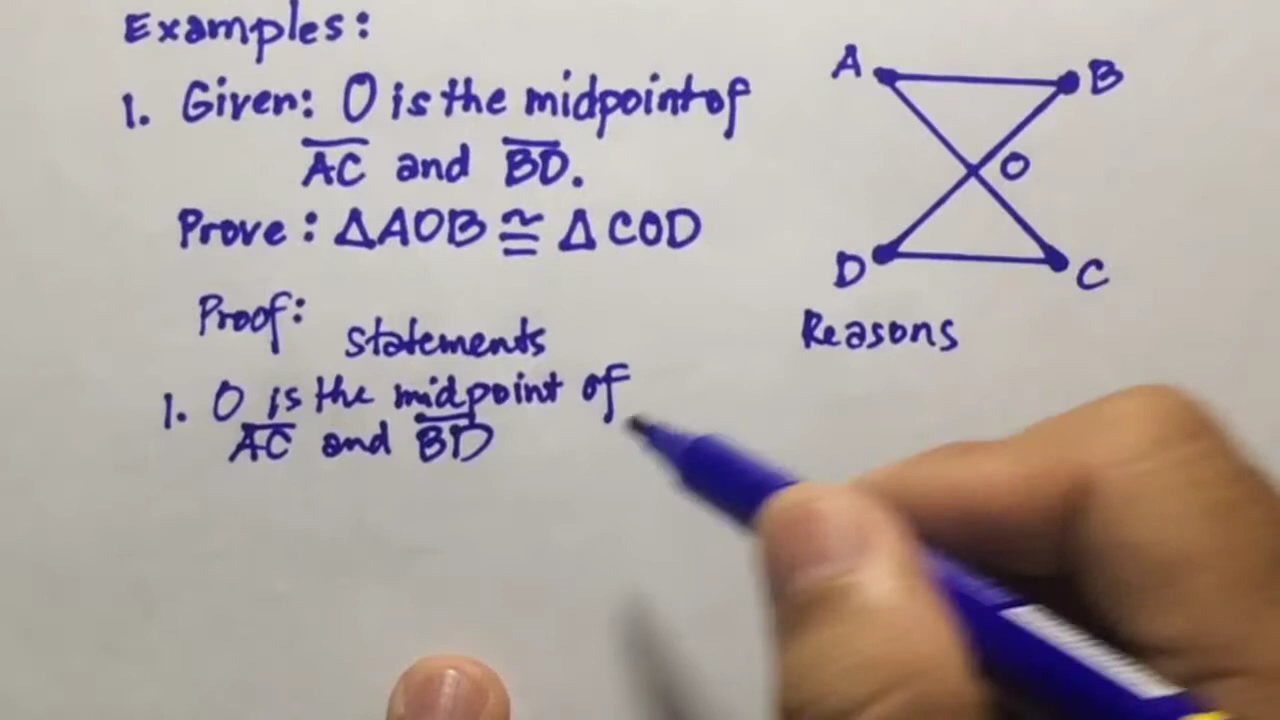 Examples:
1. Given: O is the midpoint of
AC and BD.
Prove: ΔAOB ≅ ΔCOD
A
B
O
D
C
Proof:
Statements
Reasons
1. O is the midpoint of
AC and BD